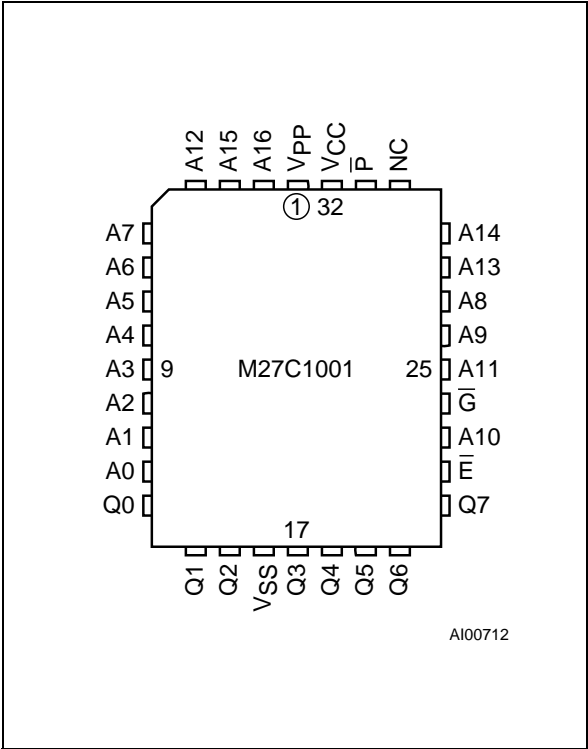 A12 A15 A16 VPP VCC P̅ NC
1 32
A7 A14
A6 A13
A5 A8
A4 A9
A3 9 M27C1001 25 A11
A2 G̅
A1 A10
A0 E̅
Q0 Q7
17
Q1 Q2 VSS Q3 Q4 Q5 Q6
AI00712